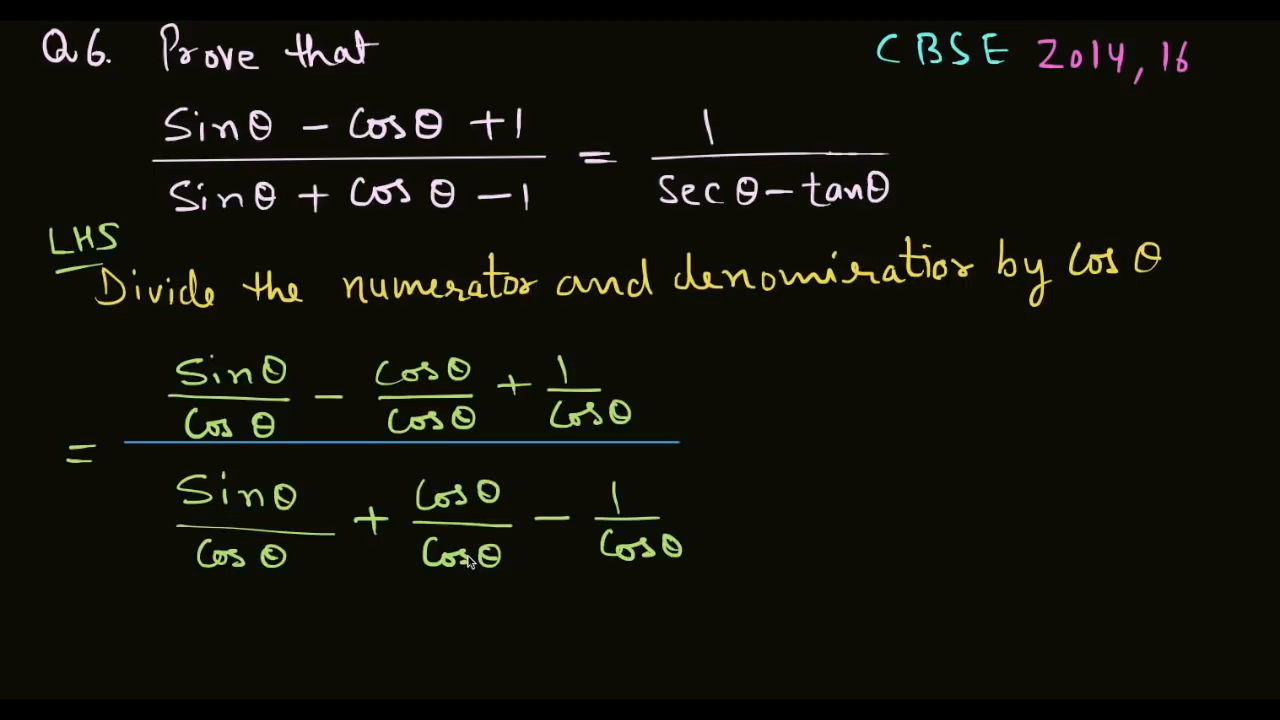 Q6. Prove that CBSE 2014, 16
Sinθ - Cosθ + 1 / Sinθ + Cosθ - 1 = 1 / Secθ - tanθ
LHS
Divide the numerator and denomiratior by Cosθ
= Sinθ/Cosθ - Cosθ/Cosθ + 1/Cosθ
Sinθ/Cosθ + Cosθ/Cosθ - 1/Cosθ